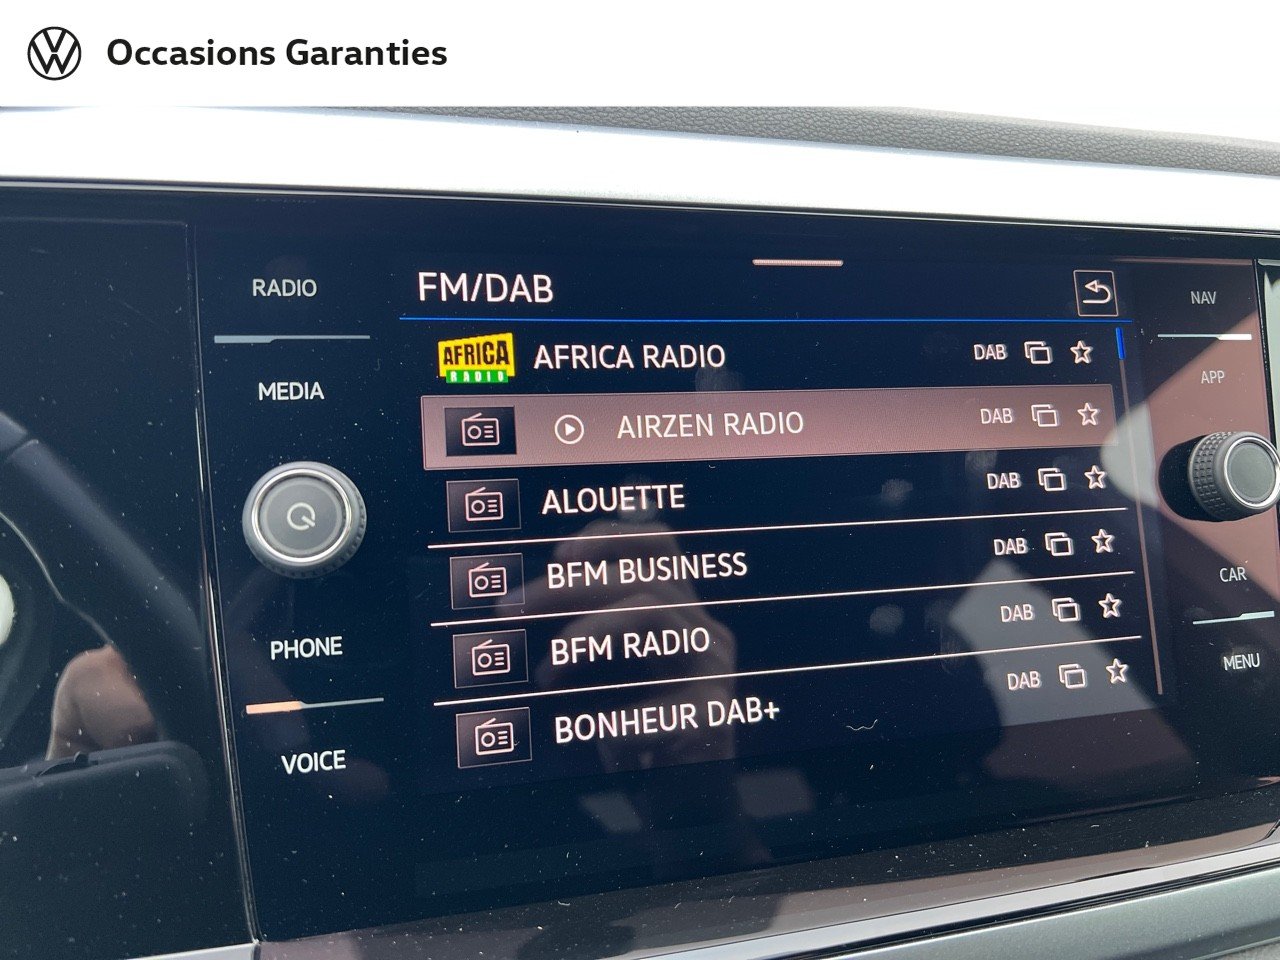 Occasions Garanties
RADIO
FM/DAB
NAV
AFRICA RADIO
AFRICA RADIO DAB
APP
MEDIA
AIRZEN RADIO DAB
ALOUETTE DAB
BFM BUSINESS DAB
CAR
PHONE
BFM RADIO DAB
MENU
VOICE
BONHEUR DAB+ DAB